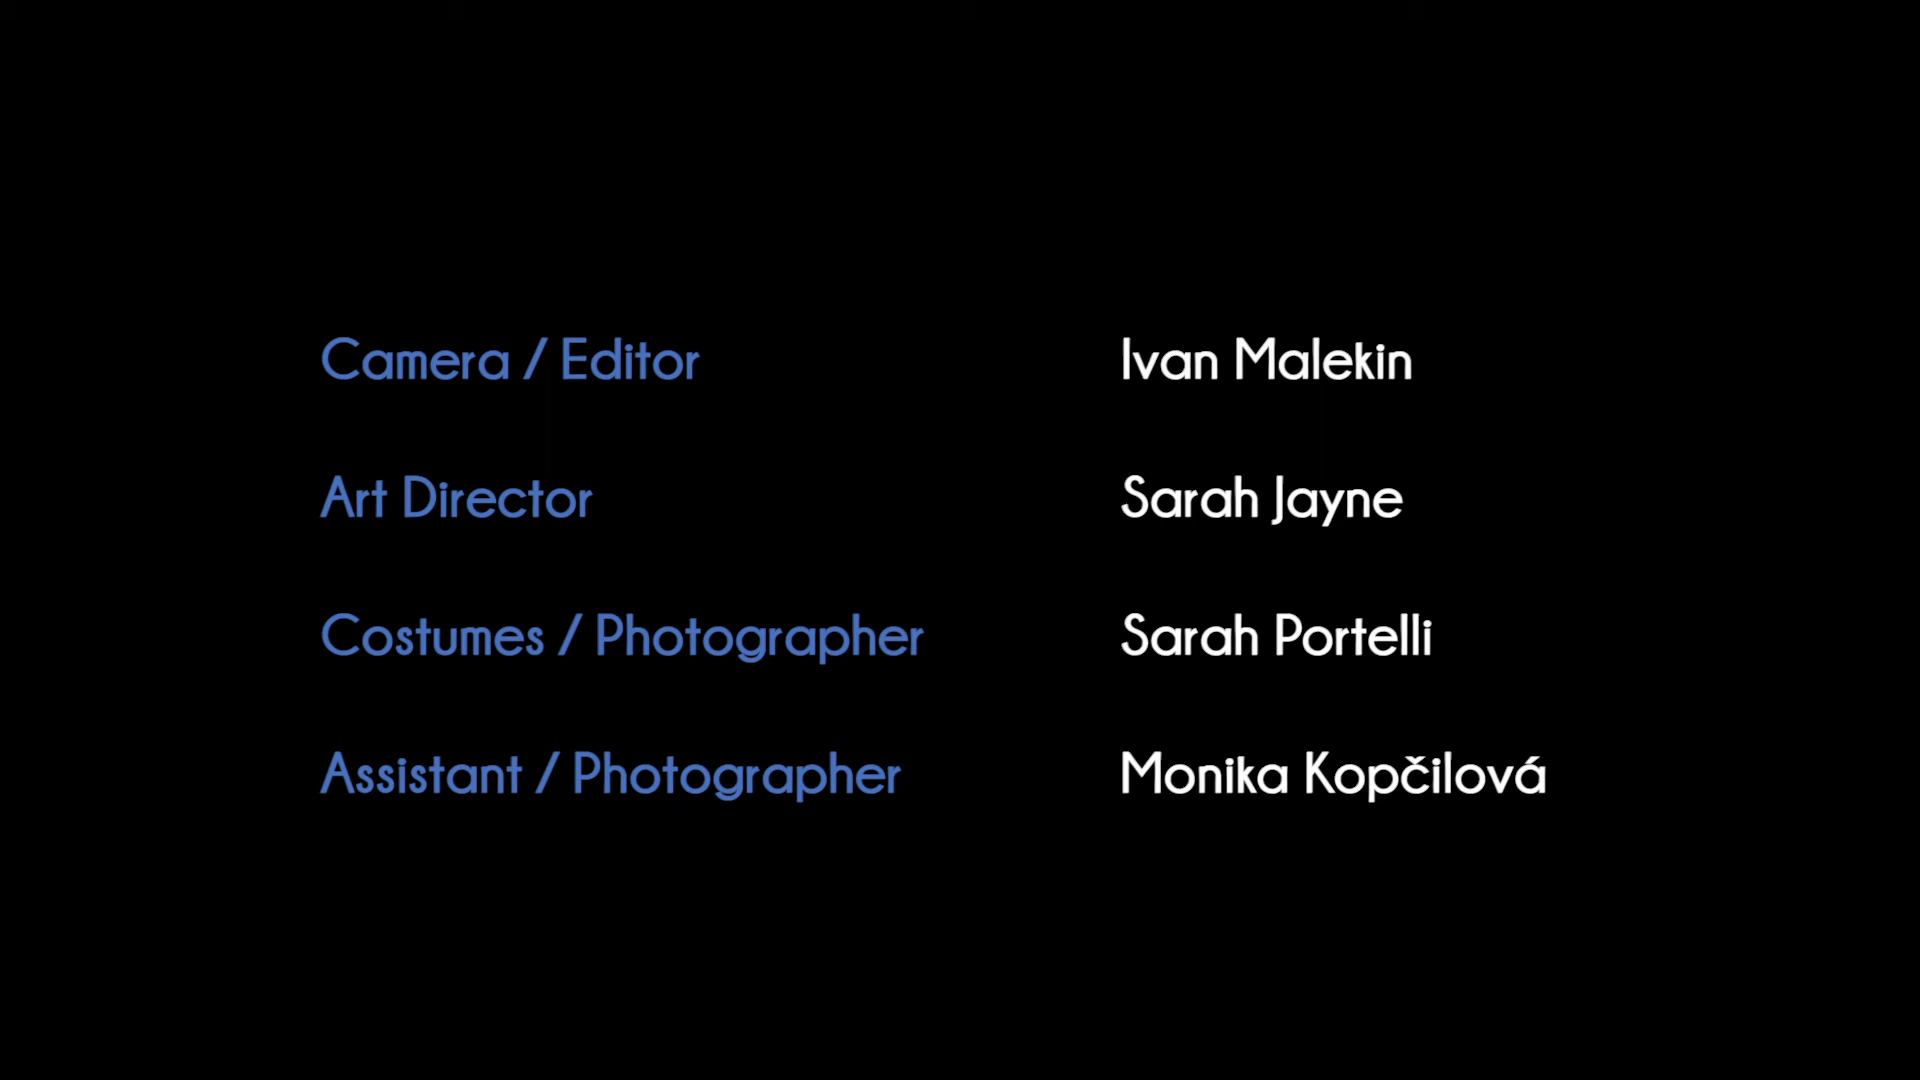 Camera / Editor Ivan Malekin
Art Director Sarah Jayne
Costumes / Photographer Sarah Portelli
Assistant / Photographer Monika Kopčilová